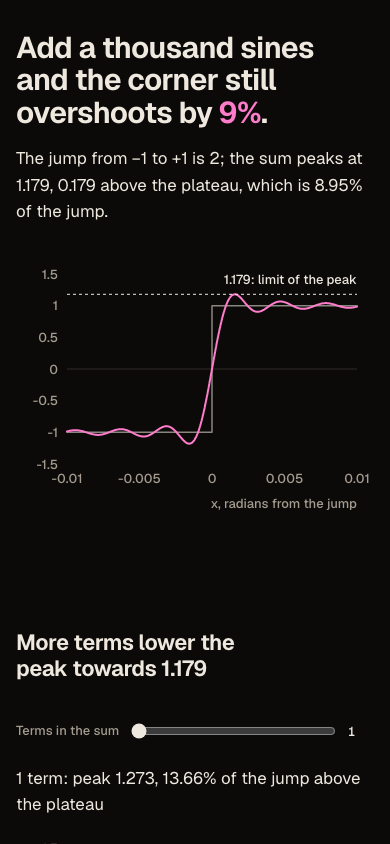 Add a thousand sines
and the corner still
overshoots by 9%.
The jump from −1 to +1 is 2; the sum peaks at
1.179, 0.179 above the plateau, which is 8.95%
of the jump.
1.5
1.179: limit of the peak
1
0.5
0
-0.5
-1
-1.5
-0.01 -0.005 0 0.005 0.01
x, radians from the jump
More terms lower the
peak towards 1.179
Terms in the sum 1
1 term: peak 1.273, 13.66% of the jump above
the plateau